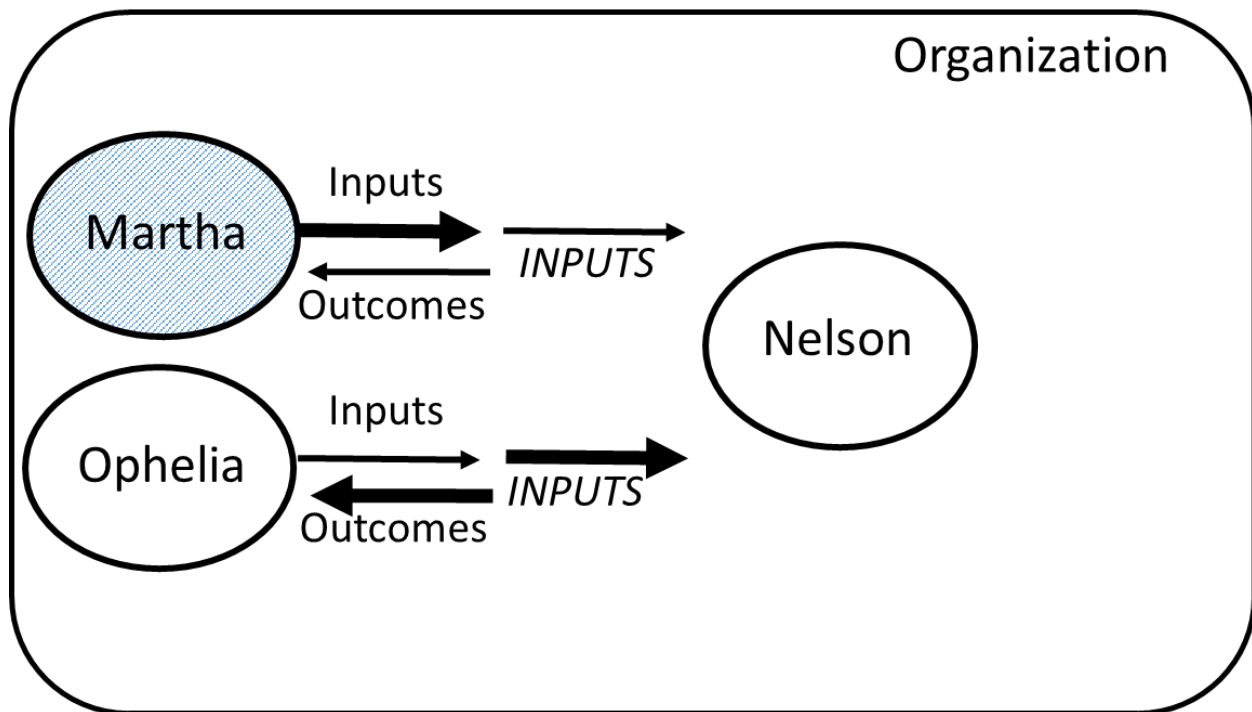 Organization
Inputs
Martha
INPUTS
Outcomes
Nelson
Inputs
Ophelia
INPUTS
Outcomes